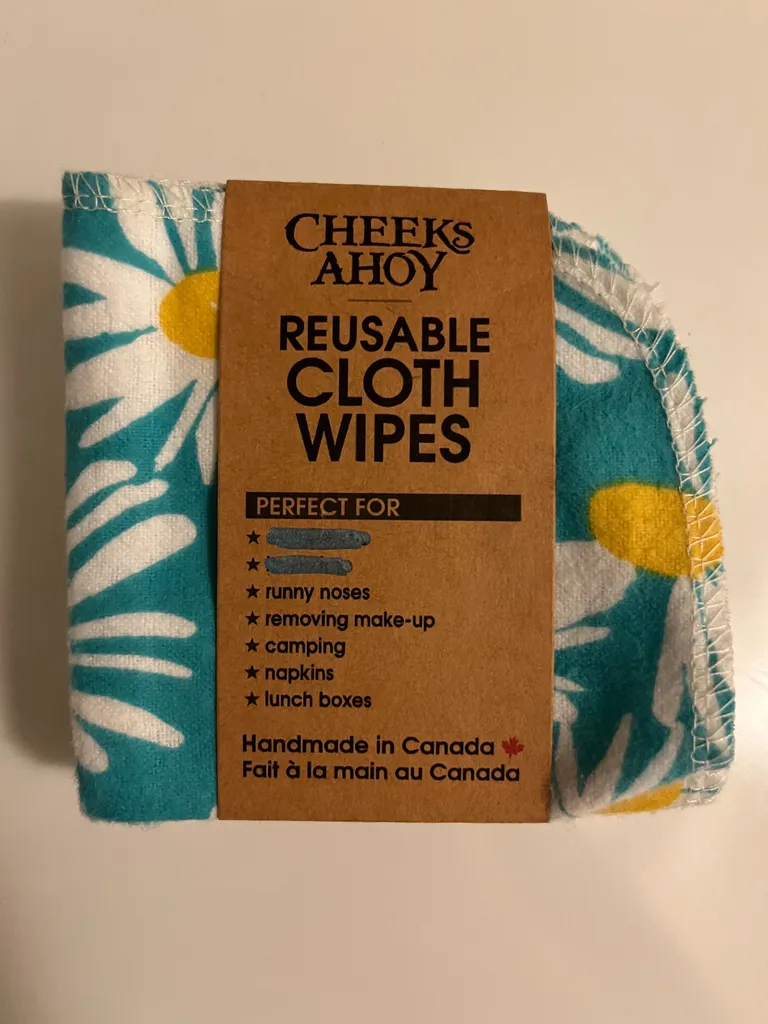 CHEEKS
AHOY
REUSABLE
CLOTH
WIPES
PERFECT FOR
★
★
★ runny noses
★ removing make-up
★ camping
★ napkins
★ lunch boxes
Handmade in Canada
Fait à la main au Canada